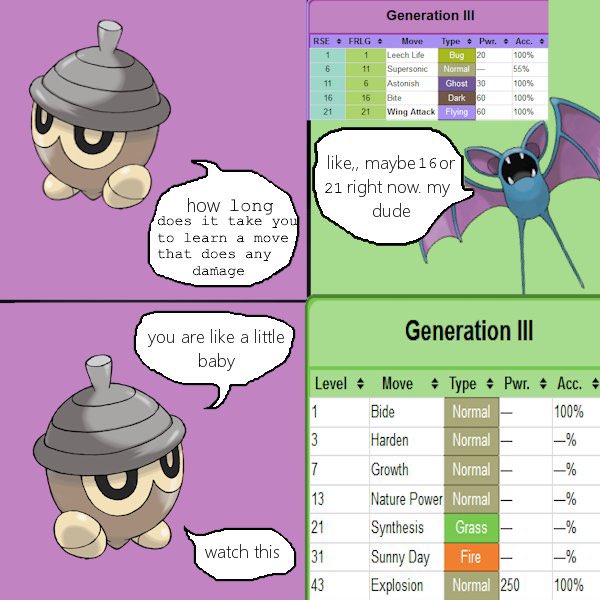 how long
does it take you
to learn a move
that does any
damage
Generation III
RSE FRLG Move Type Pwr. Acc.
1 1 Leech Life Bug 20 100%
6 11 Supersonic Normal — 55%
11 6 Astonish Ghost 30 100%
16 16 Bite Dark 60 100%
21 21 Wing Attack Flying 60 100%
like,, maybe 16 or
21 right now. my
dude
you are like a little
baby
watch this
Generation III
Level Move Type Pwr. Acc.
1 Bide Normal — 100%
3 Harden Normal — —%
7 Growth Normal — —%
13 Nature Power Normal — —%
21 Synthesis Grass — —%
31 Sunny Day Fire — —%
43 Explosion Normal 250 100%